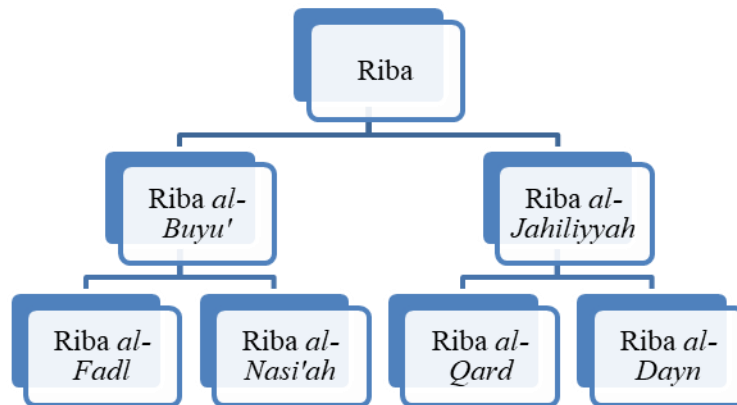 Riba
Riba al-
Buyu'
Riba al-
Jahiliyyah
Riba al-
Fadl
Riba al-
Nasi'ah
Riba al-
Qard
Riba al-
Dayn